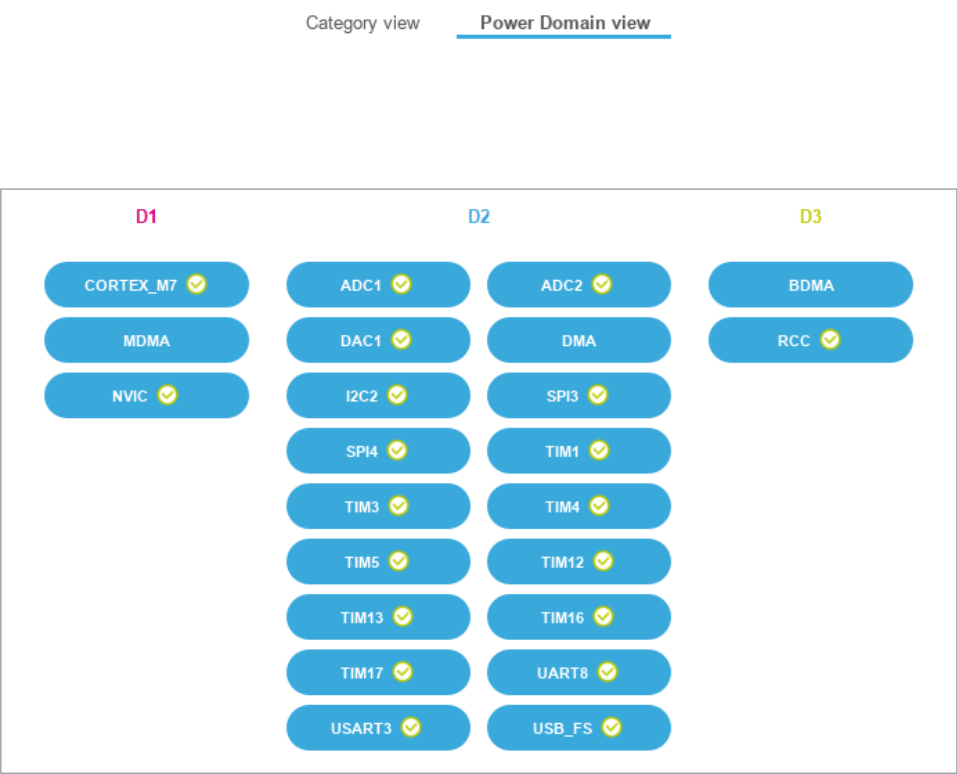 Category view Power Domain view
D1 D2 D3
CORTEX_M7 ADC1 ADC2 BDMA
MDMA DAC1 DMA RCC
NVIC I2C2 SPI3
SPI4 TIM1
TIM3 TIM4
TIM5 TIM12
TIM13 TIM16
TIM17 UART8
USART3 USB_FS